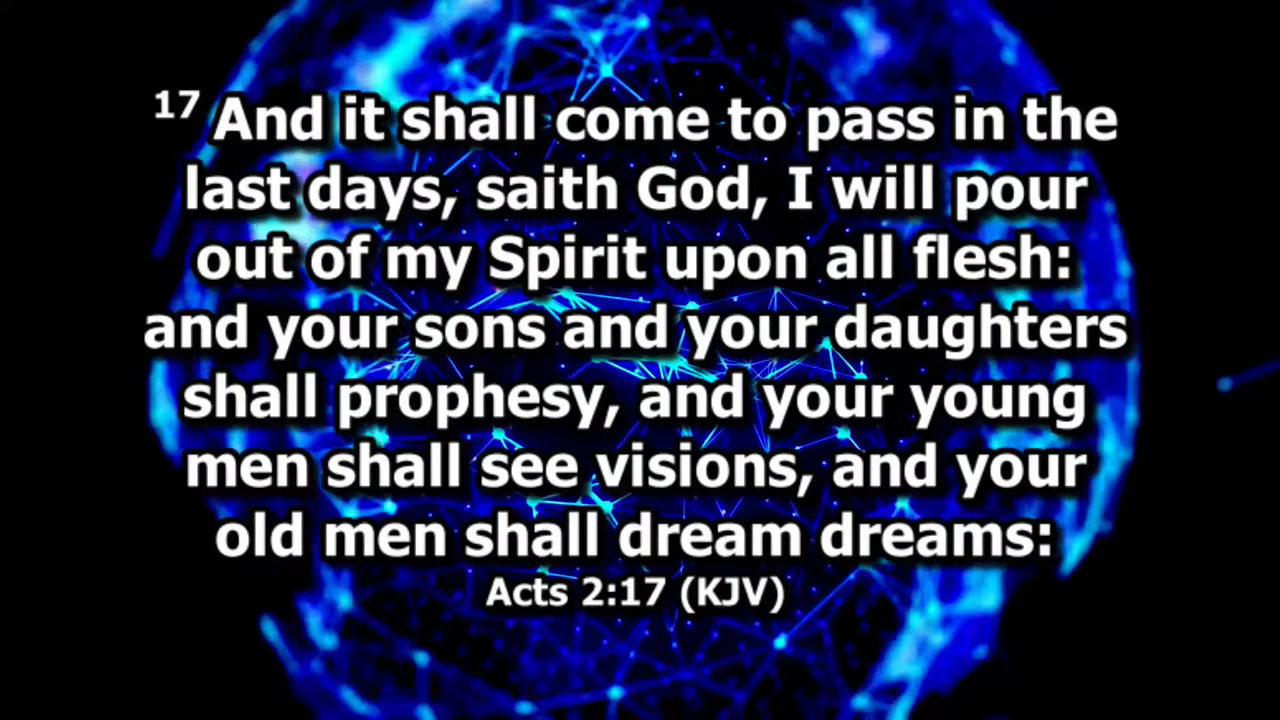 17 And it shall come to pass in the
last days, saith God, I will pour
out of my Spirit upon all flesh:
and your sons and your daughters
shall prophesy, and your young
men shall see visions, and your
old men shall dream dreams:
Acts 2:17 (KJV)